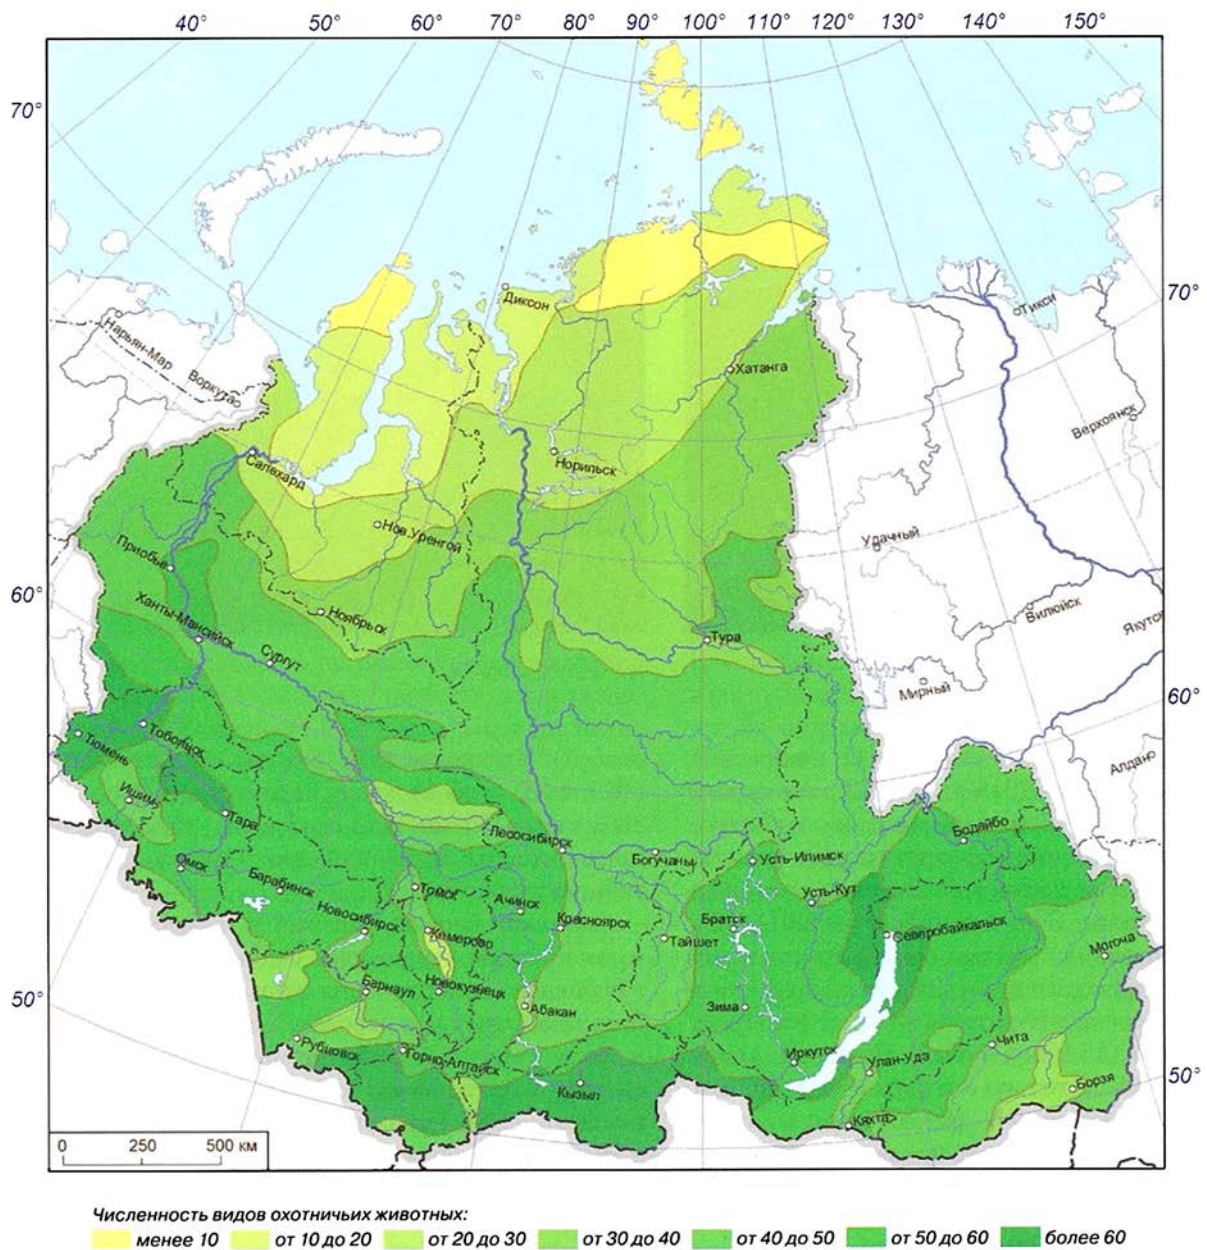 40° 50° 60° 70° 80° 90° 100° 110° 120° 130° 140° 150°
70°
70°
Диксон
Тикси
Нарьян-Мар
Воркута
Хатанга
Верхоянск
Салехард
Норильск
Нов.Уренгой
Удачный
Приобье
60°
Ноябрьск
Вилюйск
Якутск
Ханты-Мансийск
Тура
Сургут
Мирный
60°
Тюмень
Тобольск
Алдан
Ишим
Тара
Лесосибирск
Бодайбо
Омск
Богучаны
Усть-Илимск
Барабинск
Томск
Ачинск
Усть-Кут
Новосибирск
Кемерово
Красноярск
Братск
Северобайкальск
Тайшет
Могоча
50°
Барнаул
Новокузнецк
Абакан
Зима
Рубцовск
Горно-Алтайск
Иркутск
Улан-Удэ
Чита
Кызыл
Борзя
50°
Кяхта
0 250 500 км
Численность видов охотничьих животных:
менее 10 от 10 до 20 от 20 до 30 от 30 до 40 от 40 до 50 от 50 до 60 более 60